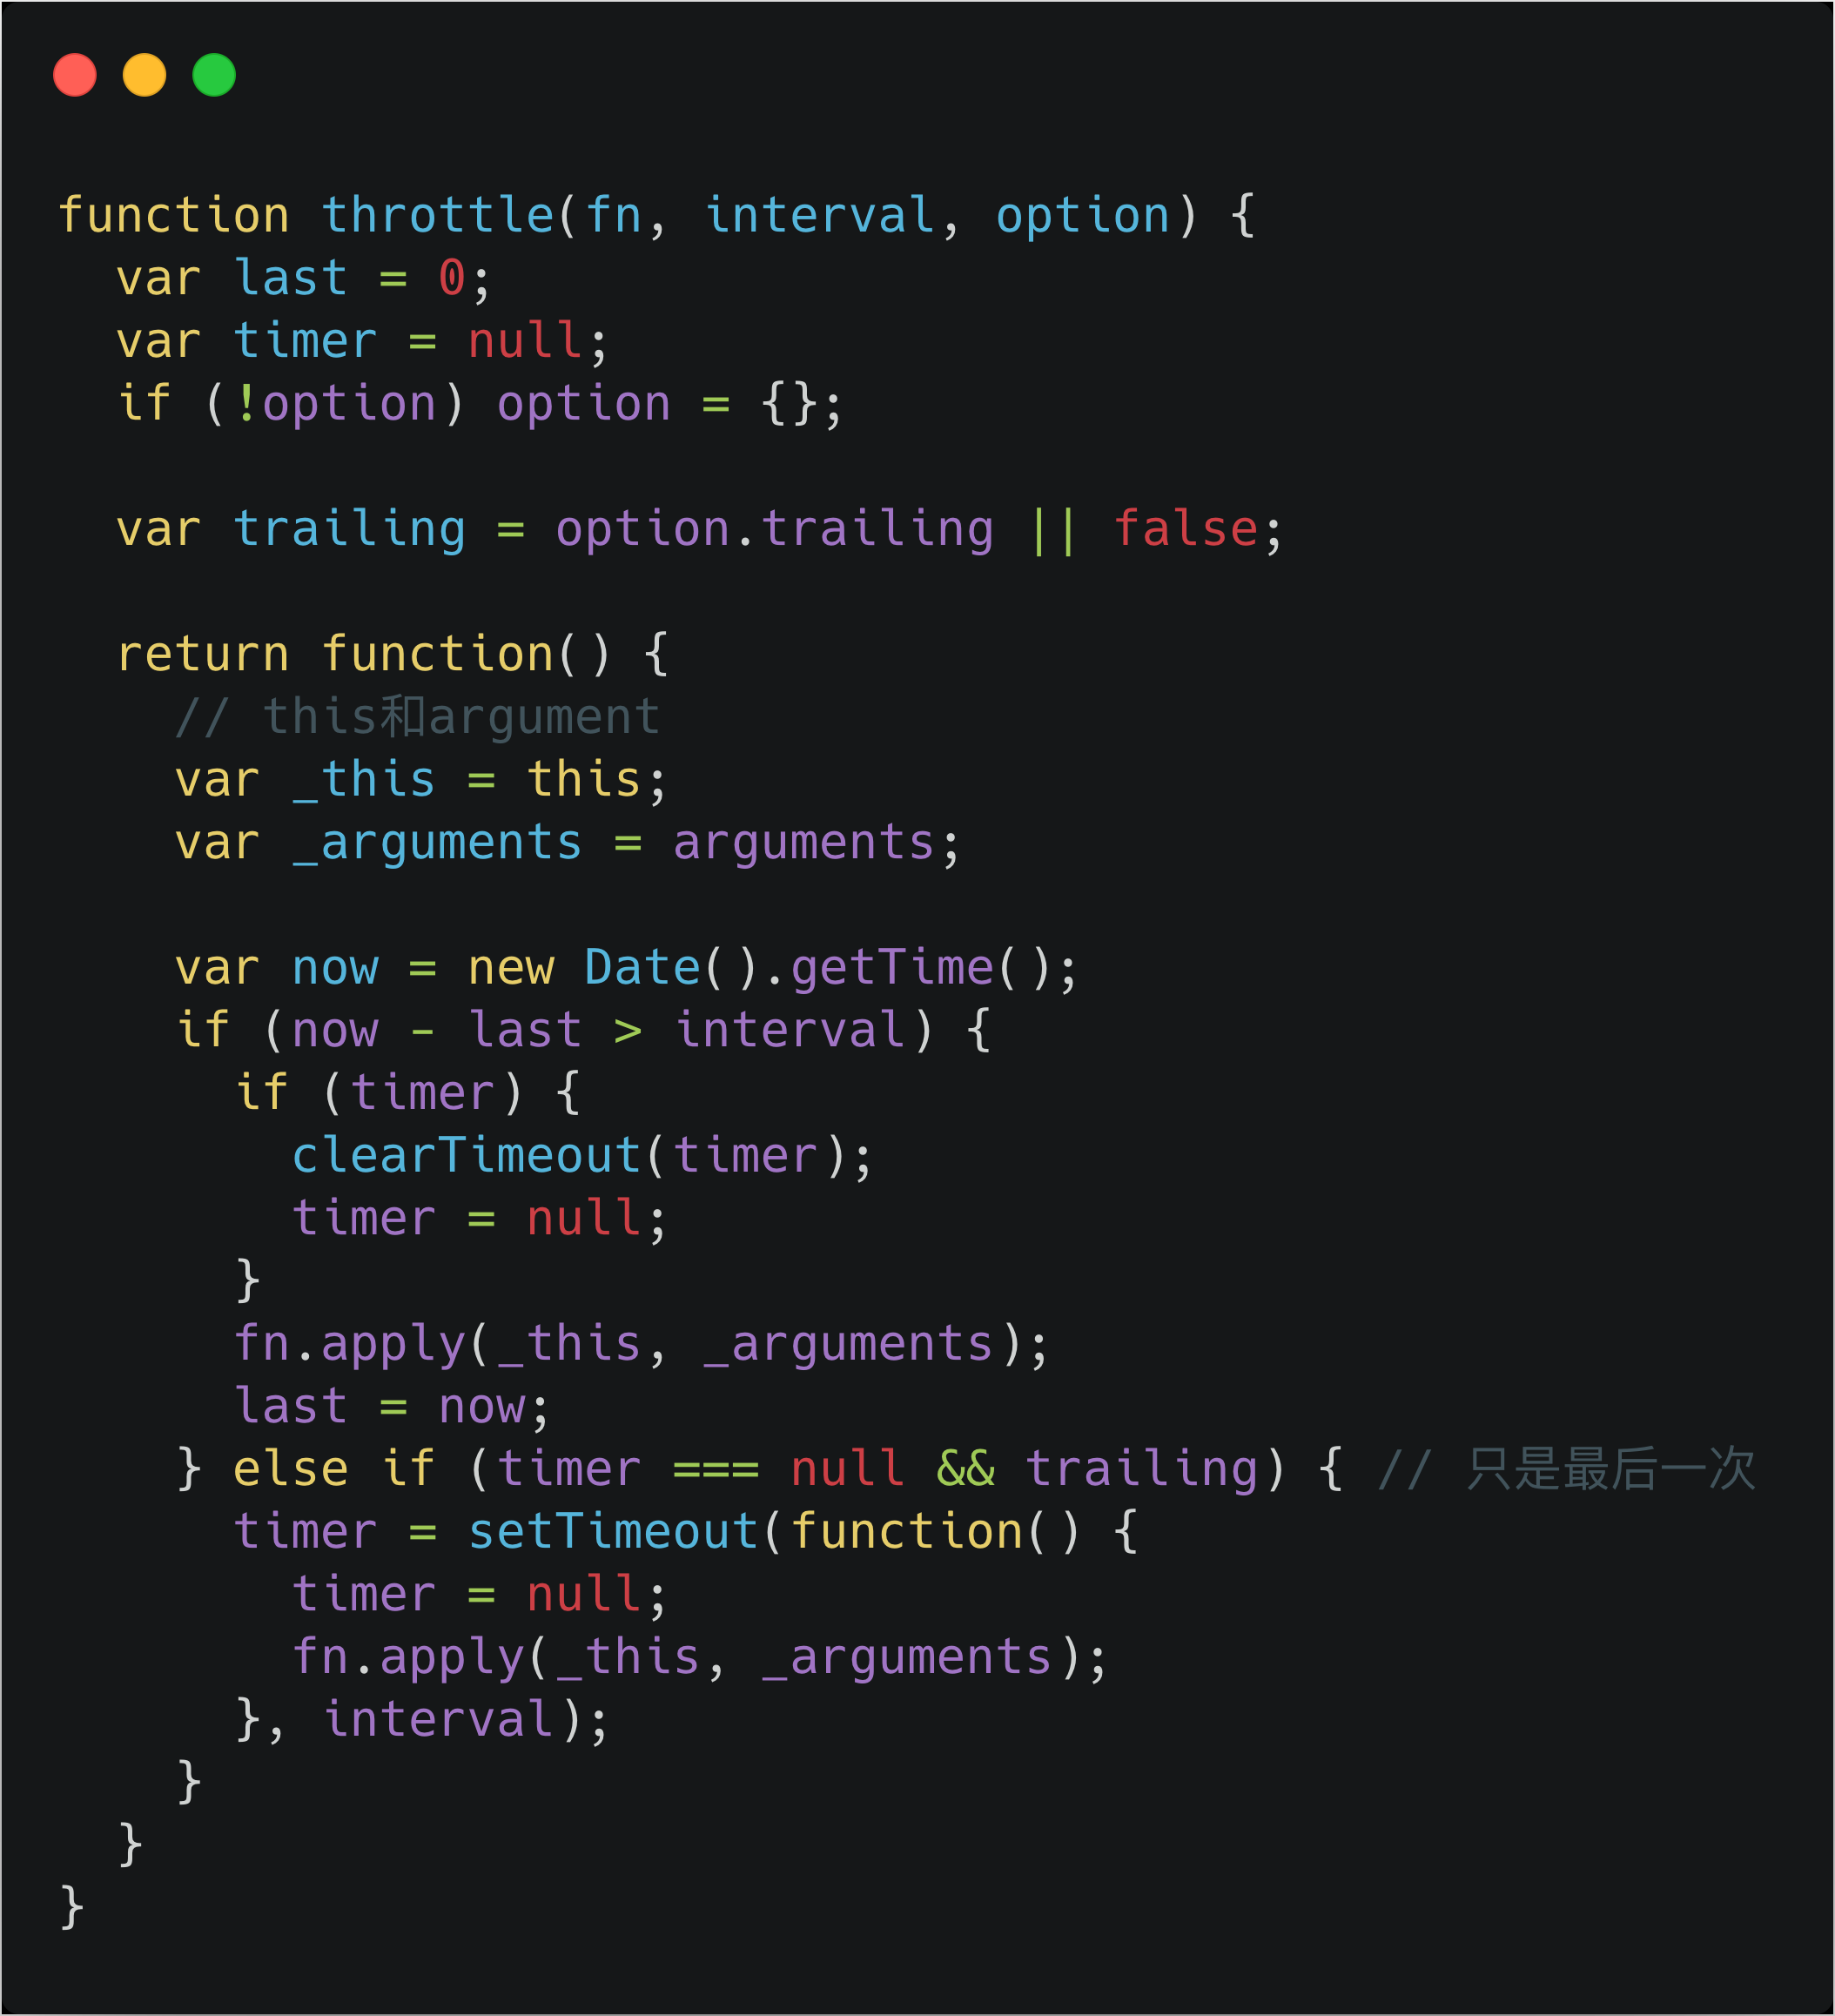 function throttle(fn, interval, option) {
  var last = 0;
  var timer = null;
  if (!option) option = {};

  var trailing = option.trailing || false;

  return function() {
    // this和argument
    var _this = this;
    var _arguments = arguments;

    var now = new Date().getTime();
    if (now - last > interval) {
      if (timer) {
        clearTimeout(timer);
        timer = null;
      }
      fn.apply(_this, _arguments);
      last = now;
    } else if (timer === null && trailing) { // 只是最后一次
      timer = setTimeout(function() {
        timer = null;
        fn.apply(_this, _arguments);
      }, interval);
    }
  }
}